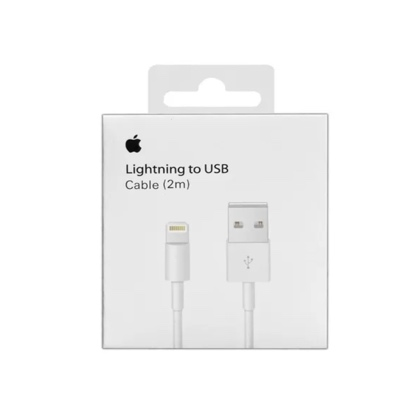 Lightning to USB
Cable (2m)